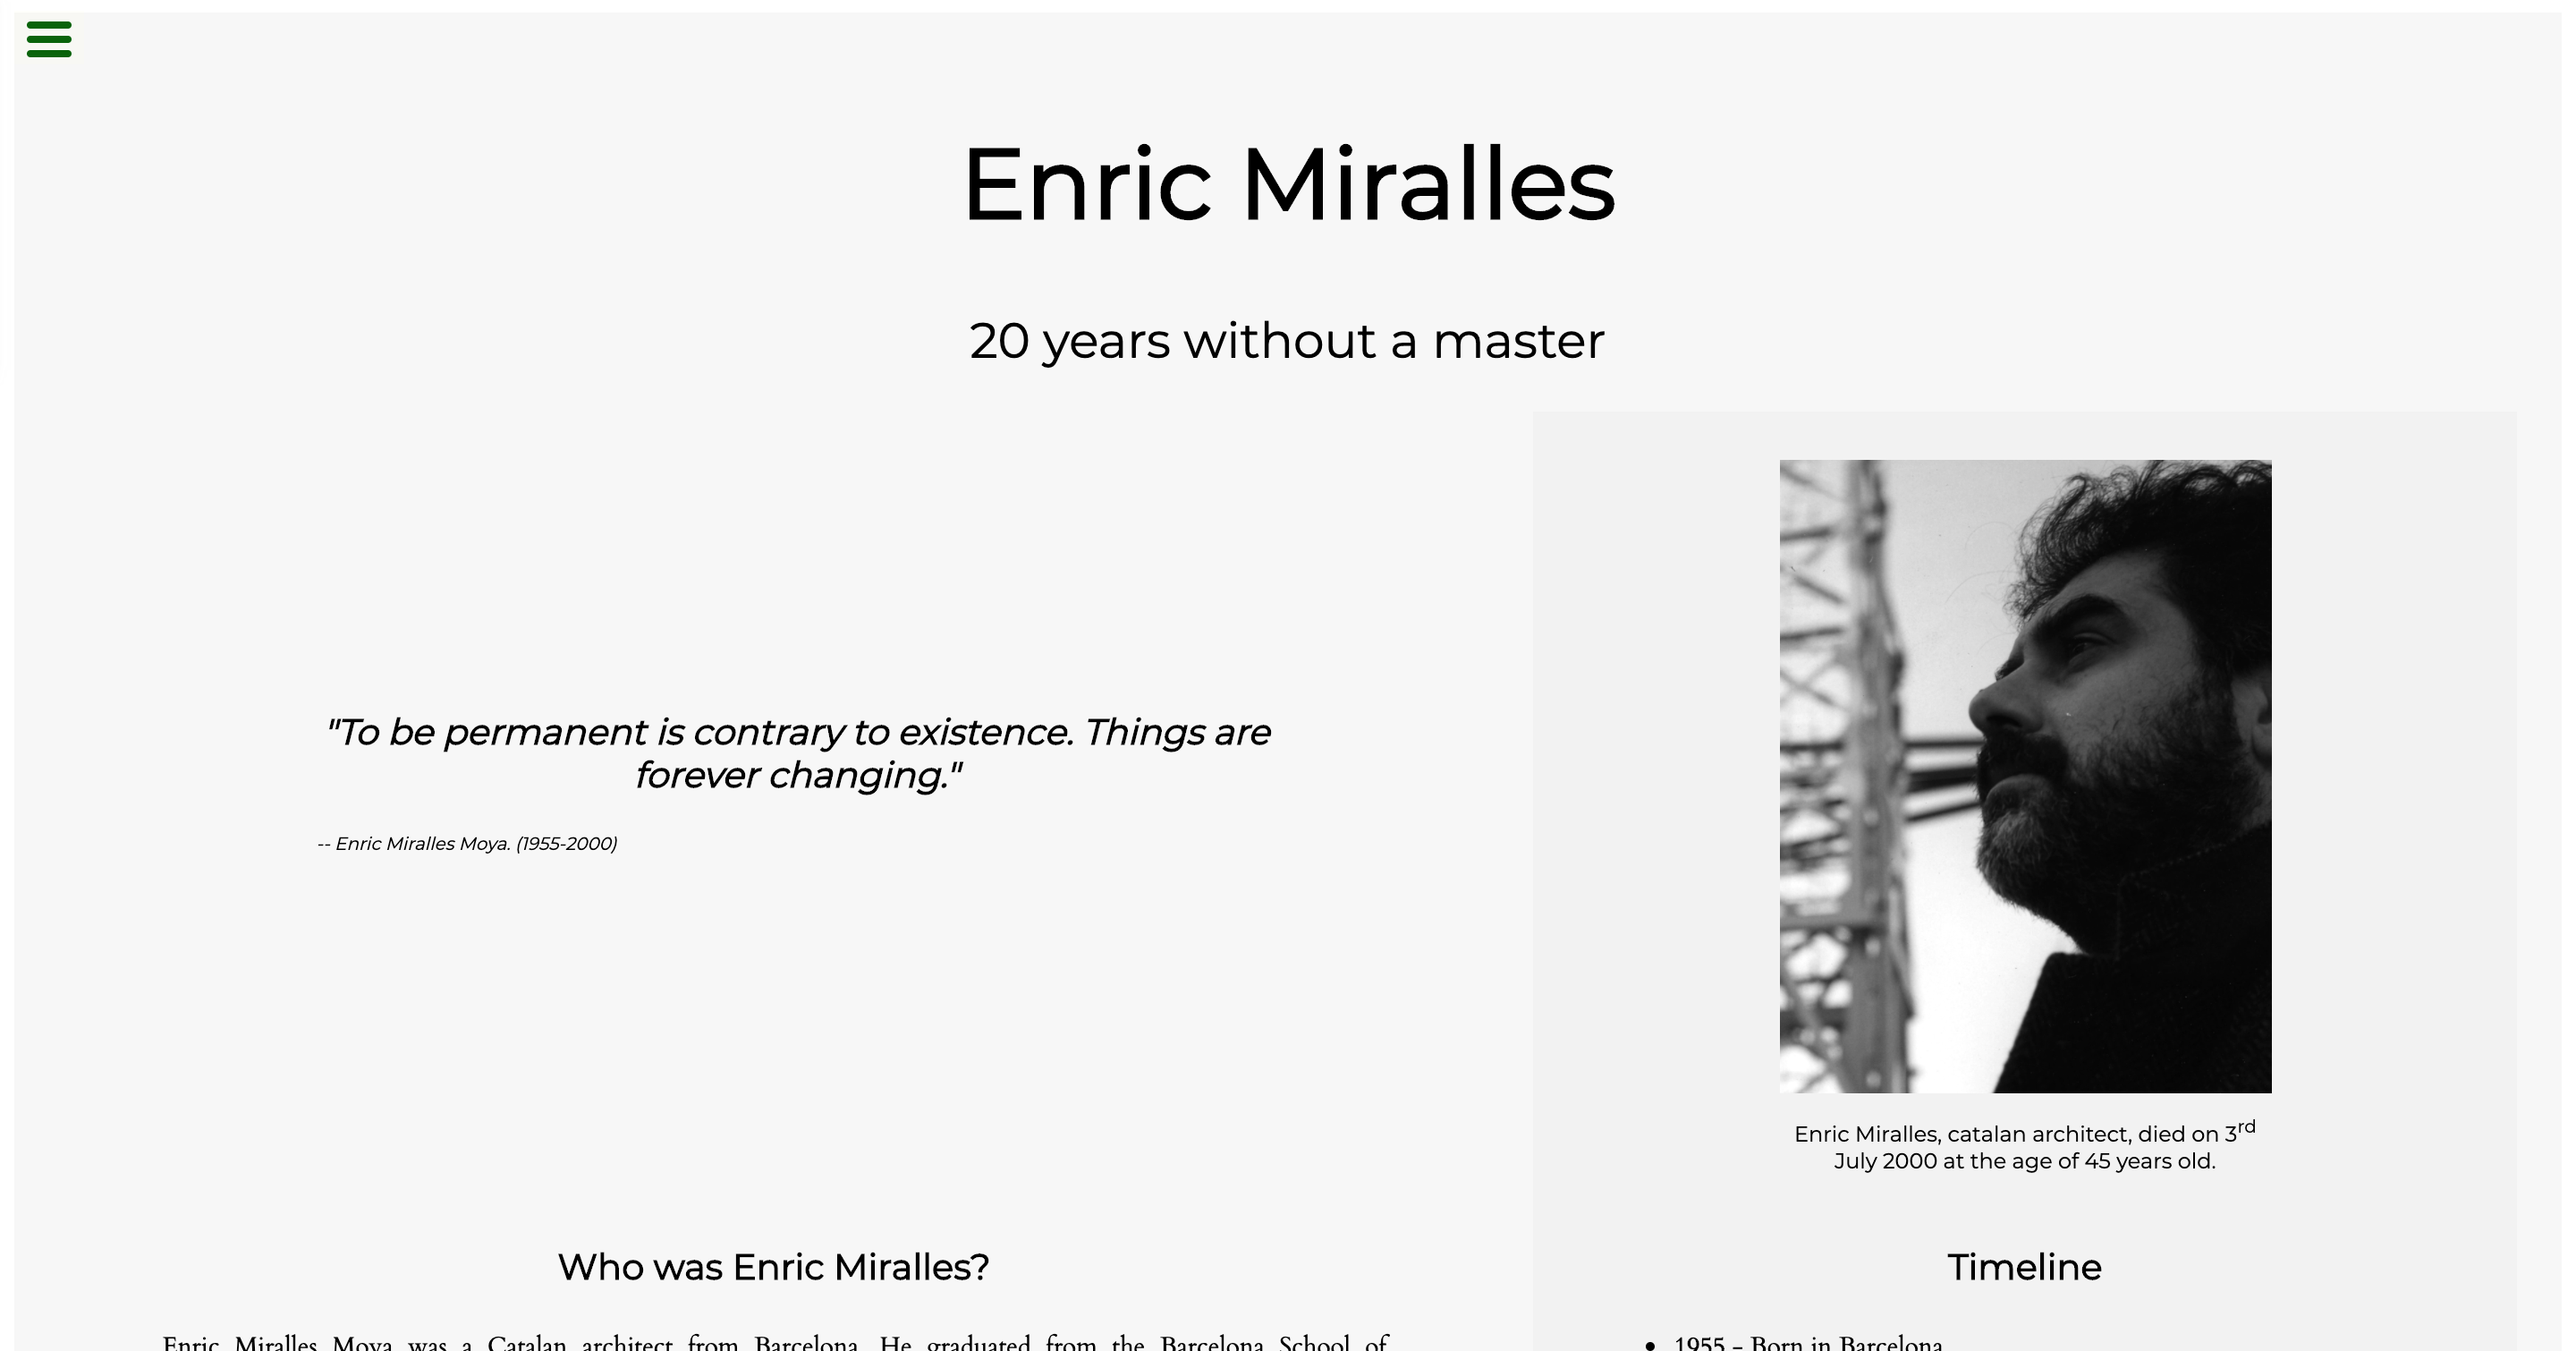 Enric Miralles
20 years without a master
"To be permanent is contrary to existence. Things are
forever changing."
-- Enric Miralles Moya. (1955-2000)
Enric Miralles, catalan architect, died on 3rd
July 2000 at the age of 45 years old.
Who was Enric Miralles?
Enric Miralles Moya was a Catalan architect from Barcelona. He graduated from the Barcelona School of
Timeline
• 1955 - Born in Barcelona